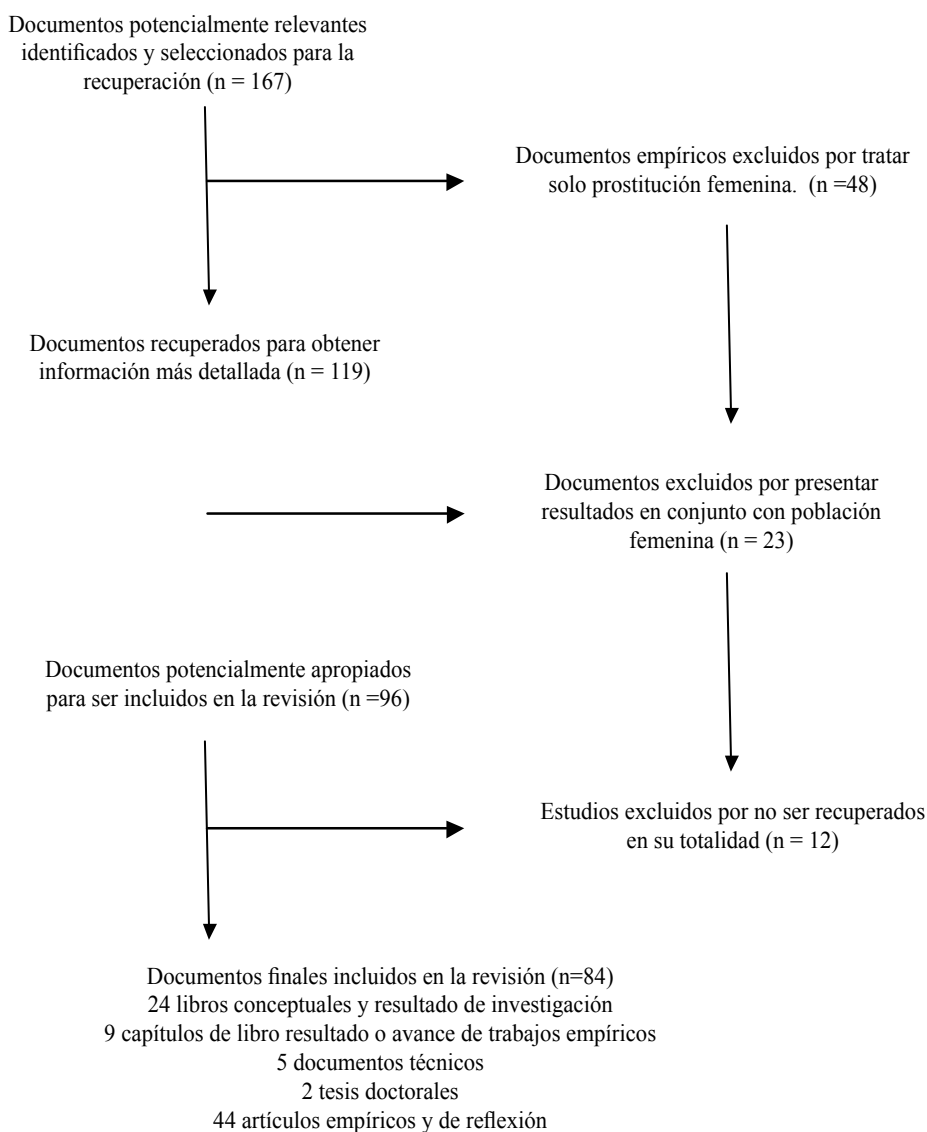 Documentos potencialmente relevantes
identificados y seleccionados para la
recuperación (n = 167)
Documentos empíricos excluidos por tratar
solo prostitución femenina.  (n =48)
Documentos recuperados para obtener
información más detallada (n = 119)
Documentos excluidos por presentar
resultados en conjunto con población
femenina (n = 23)
Documentos potencialmente apropiados
para ser incluidos en la revisión (n =96)
Estudios excluidos por no ser recuperados
en su totalidad (n = 12)
Documentos finales incluidos en la revisión (n=84)
24 libros conceptuales y resultado de investigación
9 capítulos de libro resultado o avance de trabajos empíricos
5 documentos técnicos
2 tesis doctorales
44 artículos empíricos y de reflexión